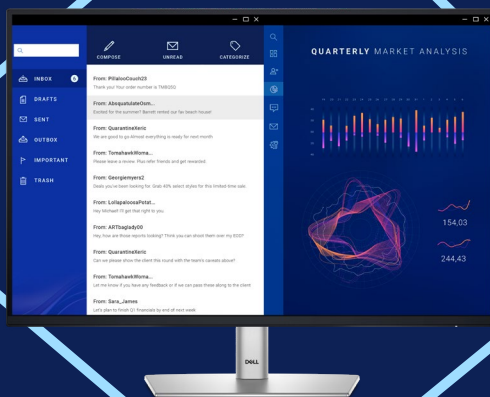 COMPOSE
UNREAD
CATEGORIZE
INBOX
DRAFTS
SENT
OUTBOX
IMPORTANT
TRASH
From: PillalooCouch23
Thank you! Your order number is
From: AbsquatulateOsm...
Excited for the summer? Barrett rented our fav beach house!
From: QuarantineXeric
We are good to go Almost everything is ready for next month
From: TomahawkWoma...
Please leave a review. Plus refer friends and get rewarded
From: Georgiemyers2
Deals you've been looking for. Grab 40% select styles for this limited time sale.
From: LollapaloosaPotat...
Hey Michael! I'll get that right to you.
From: ARTbaglady00
Hey, how are those reports looking? Think you can shoot them over my EOD?
From: QuarantineXeric
Can we please show the client this round with the team's caveats above?
From: TomahawkWoma...
Let me know if you have any feedback or if we can pass these along to the client
From: Sara_James
Let's plan to finish Q1 financials by end of next week
QUARTERLY MARKET ANALYSIS
154,03
244,43
DELL